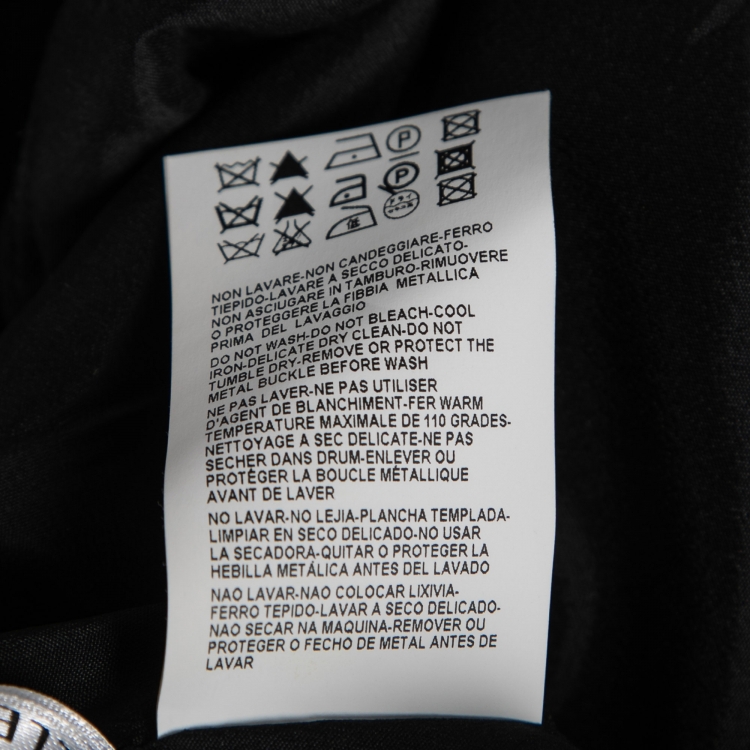 P
P
ドライ
NON LAVARE-NON CANDEGGIARE-FERRO
TIEPIDO-LAVARE A SECCO DELICATO-
NON ASCIUGARE IN TAMBURO-RIMUOVERE
O PROTEGGERE LA FIBBIA METALLICA
PRIMA DEL LAVAGGIO
DO NOT WASH-DO NOT BLEACH-COOL
IRON-DELICATE DRY CLEAN-DO NOT
TUMBLE DRY-REMOVE OR PROTECT THE
METAL BUCKLE BEFORE WASH
NE PAS LAVER-NE PAS UTILISER
D'AGENT DE BLANCHIMENT-FER WARM
TEMPERATURE MAXIMALE DE 110 GRADES-
NETTOYAGE A SEC DELICATE-NE PAS
SECHER DANS DRUM-ENLEVER OU
PROTÉGER LA BOUCLE MÉTALLIQUE
AVANT DE LAVER
NO LAVAR-NO LEJIA-PLANCHA TEMPLADA-
LIMPIAR EN SECO DELICADO-NO USAR
LA SECADORA-QUITAR O PROTEGER LA
HEBILLA METÁLICA ANTES DEL LAVADO
NAO LAVAR-NAO COLOCAR LIXIVIA-
FERRO TEPIDO-LAVAR A SECO DELICADO-
NAO SECAR NA MAQUINA-REMOVER OU
PROTEGER O FECHO DE METAL ANTES DE
LAVAR